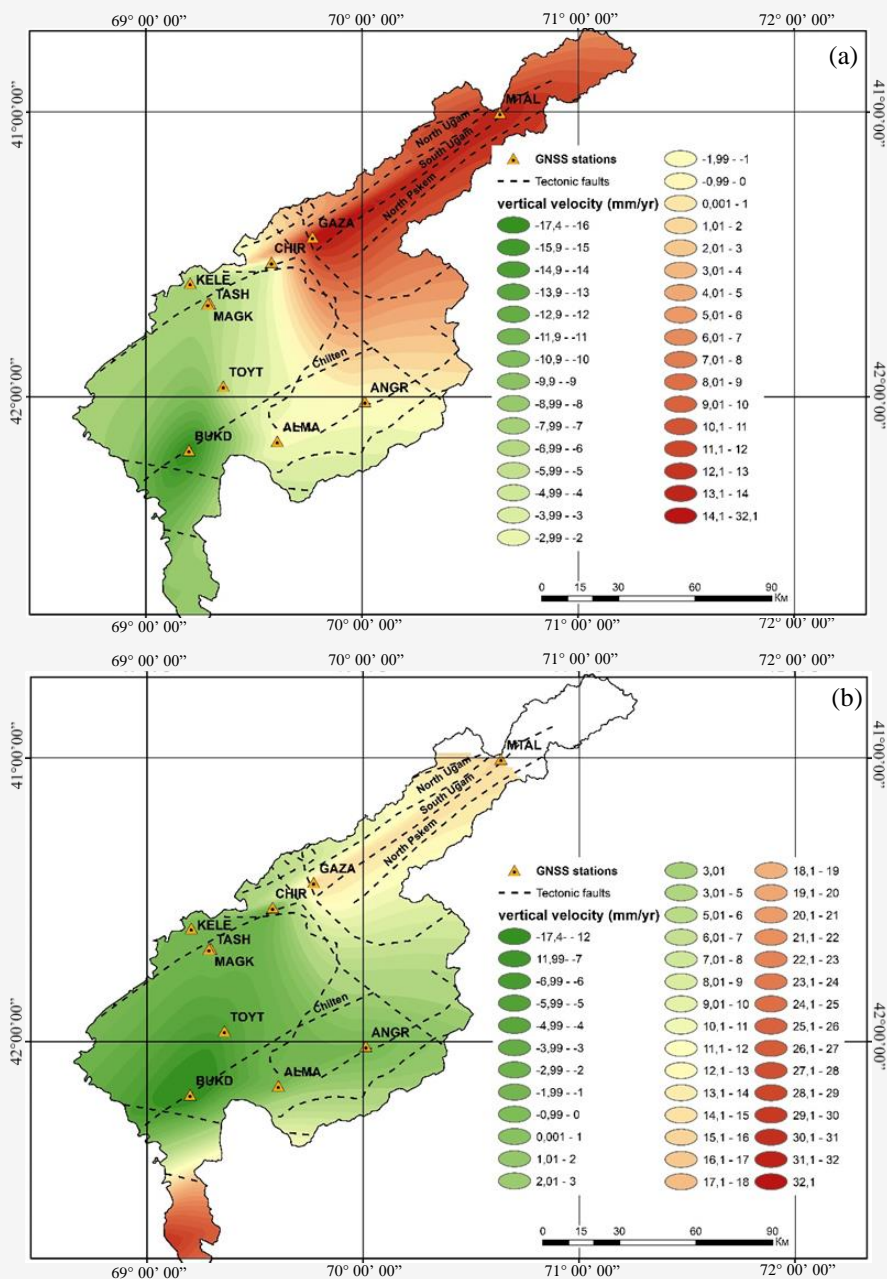 69° 00' 00”
70° 00' 00”
71° 00' 00”
72° 00' 00”
(a)
41°00'00”
41°00'00”
42°00'00”
42°00'00”
MTAL
North Ugam
South Ugam
North Pskem
GAZA
CHIR
KELE
TASH
MAGK
TOYT
Chilten
ANGR
ALMA
BUKD
GNSS stations
Tectonic faults
vertical velocity (mm/yr)
-17,4 - -16
-15,9 - -15
-14,9 - -14
-13,9 - -13
-12,9 - -12
-11,9 - -11
-10,9 - -10
-9,9 - -9
-8,99 - -8
-7,99 - -7
-6,99 - -6
-5,99 - -5
-4,99 - -4
-3,99 - -3
-2,99 - -2
-1,99 - -1
-0,99 - 0
0,001 - 1
1,01 - 2
2,01 - 3
3,01 - 4
4,01 - 5
5,01 - 6
6,01 - 7
7,01 - 8
8,01 - 9
9,01 - 10
10,1 - 11
11,1 - 12
12,1 - 13
13,1 - 14
14,1 - 32,1
0 15 30 60 90
Км
69° 00' 00”
70° 00' 00”
71° 00' 00”
72° 00' 00”
69° 00' 00”
70° 00' 00”
71° 00' 00”
72° 00' 00”
(b)
41°00'00”
41°00'00”
42°00'00”
42°00'00”
MTAL
North Ugam
South Ugam
North Pskem
GAZA
CHIR
KELE
TASH
MAGK
TOYT
Chilten
ANGR
ALMA
BUKD
GNSS stations
Tectonic faults
vertical velocity (mm/yr)
-17,4- -12
11,99- -7
-6,99 - -6
-5,99 - -5
-4,99 - -4
-3,99 - -3
-2,99 - -2
-1,99 - -1
-0,99 - 0
0,001 - 1
1,01 - 2
2,01 - 3
3,01
3,01 - 5
5,01 - 6
6,01 - 7
7,01 - 8
8,01 - 9
9,01 - 10
10,1 - 11
11,1 - 12
12,1 - 13
13,1 - 14
14,1 - 15
15,1 - 16
16,1 - 17
17,1 - 18
18,1 - 19
19,1 - 20
20,1 - 21
21,1 - 22
22,1 - 23
23,1 - 24
24,1 - 25
25,1 - 26
26,1 - 27
27,1 - 28
28,1 - 29
29,1 - 30
30,1 - 31
31,1 - 32
32,1
0 15 30 60 90
Км
69° 00' 00”
70° 00' 00”
71° 00' 00”
72° 00' 00”